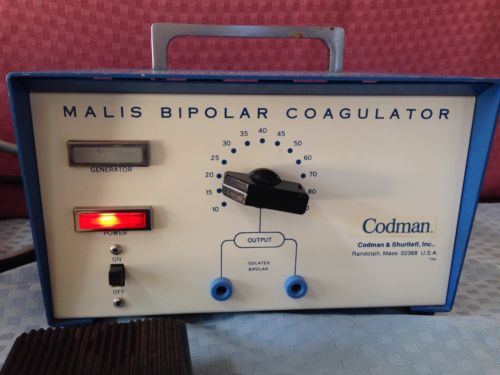 MALIS BIPOLAR COAGULATOR
GENERATOR
POWER
ON
OFF
10
15
20
25
30
35
40
45
50
60
70
80
OUTPUT
ISOLATED
BIPOLAR
Codman
Codman & Shurtleff, Inc.,
Randolph, Mass. 02368 U.S.A.
™